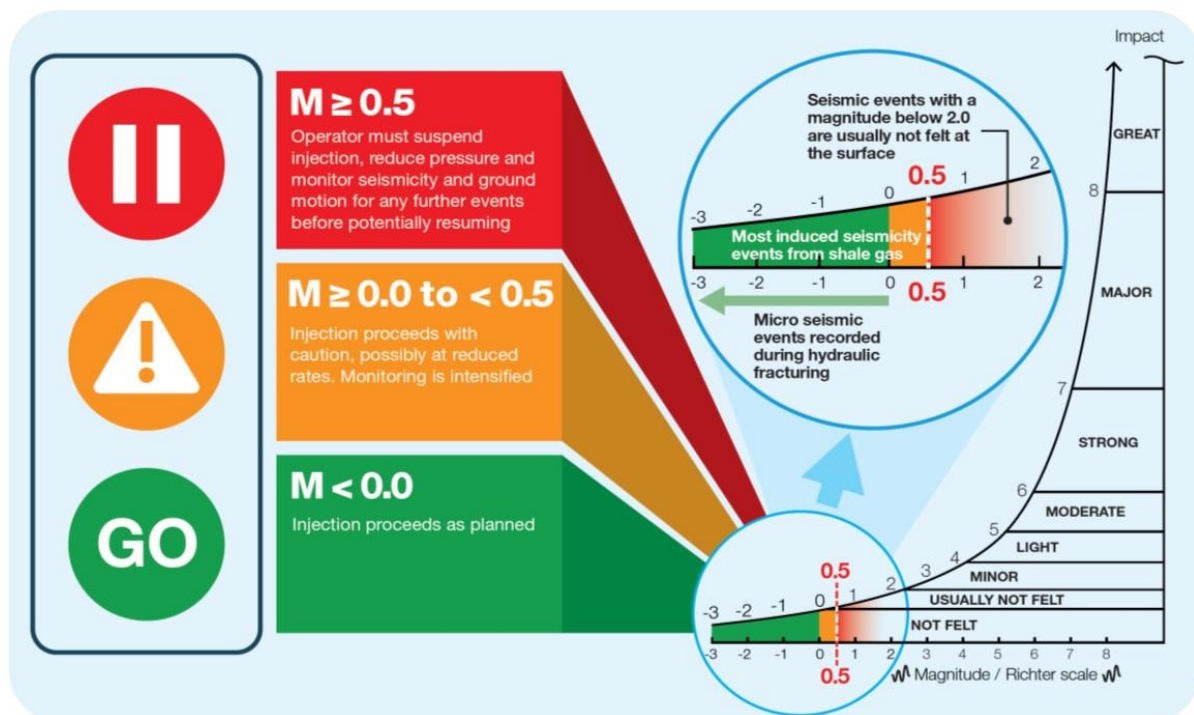 M ≥ 0.5
Operator must suspend
injection, reduce pressure and
monitor seismicity and ground
motion for any further events
before potentially resuming
M ≥ 0.0 to < 0.5
Injection proceeds with
caution, possibly at reduced
rates. Monitoring is intensified
GO
M < 0.0
Injection proceeds as planned
Seismic events with a
magnitude below 2.0
are usually not felt at
the surface
-3 -2 -1 0 0.5 1 2
Most induced seismicity
events from shale gas
-3 -2 -1 0 0.5 1 2
Micro seismic
events recorded
during hydraulic
fracturing
Impact
GREAT
8
MAJOR
7
STRONG
6
MODERATE
5
LIGHT
4
MINOR
3
2
USUALLY NOT FELT
NOT FELT
0.5
-3 -2 -1 0 1
-3 -2 -1 0 1 2 3 4 5 6 7 8
0.5
Magnitude / Richter scale